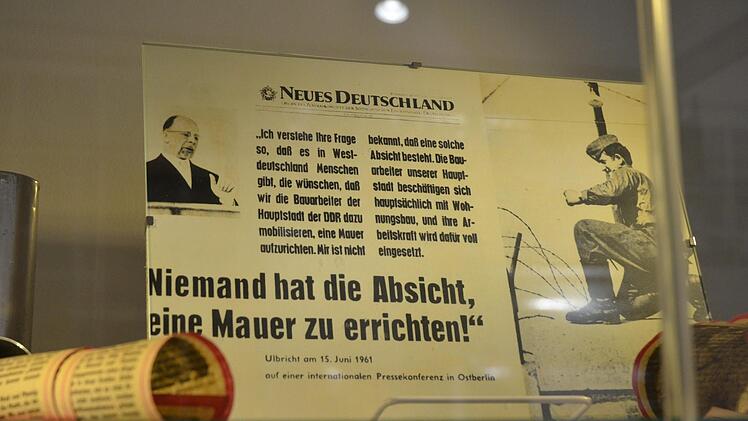 NEUES DEUTSCHLAND
„Ich verstehe Ihre Frage
so, daß es in West-
deutschland Menschen
gibt, die wünschen, daß
wir die Bauarbeiter der
Hauptstadt der DDR dazu
mobilisieren, eine Mauer
aufzurichten. Mir ist nicht
bekannt, daß eine solche
Absicht besteht. Die Bau-
arbeiter unserer Haupt-
stadt beschäftigen sich
hauptsächlich mit Woh-
nungsbau, und ihre Ar-
beitskraft wird dafür voll
eingesetzt.
Niemand hat die Absicht,
eine Mauer zu errichten!“
Ulbricht am 15. Juni 1961
auf einer internationalen Pressekonferenz in Ostberlin